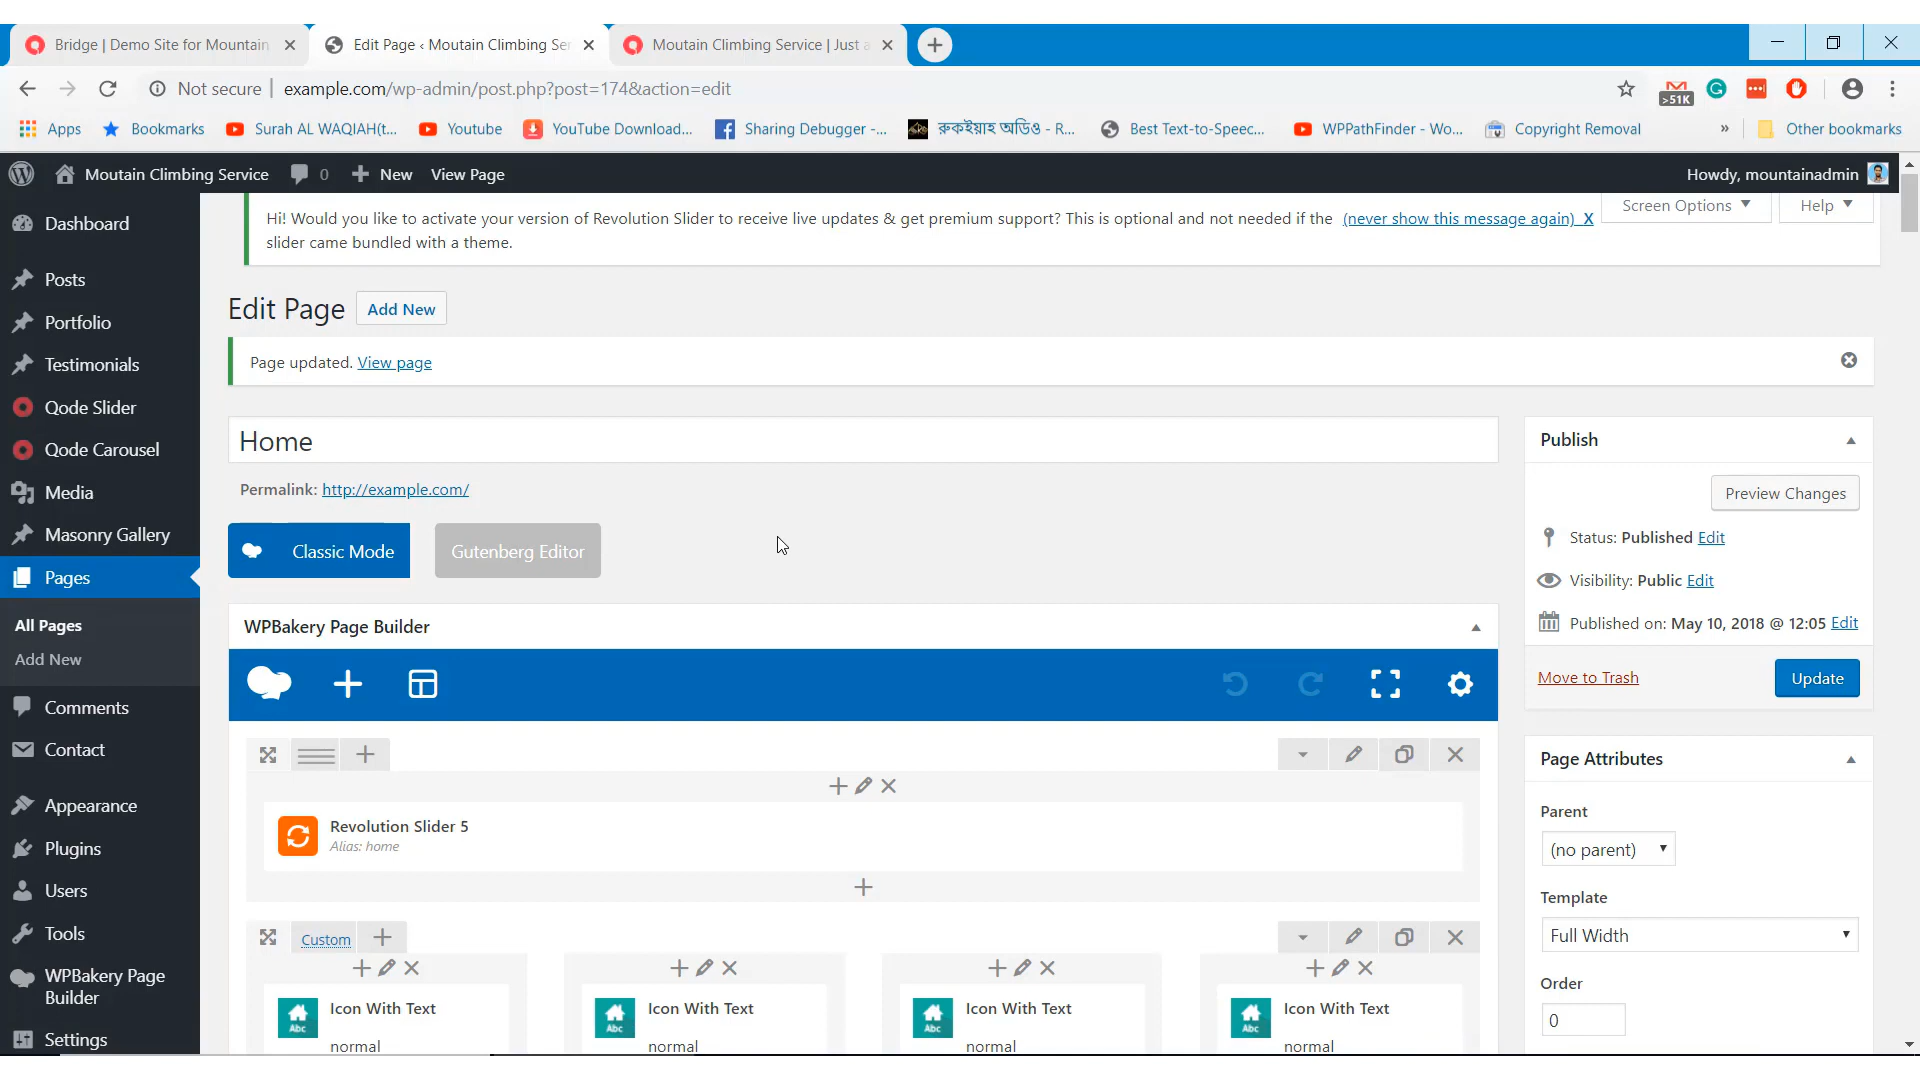 Bridge | Demo Site for Mountain
Edit Page ‹ Moutain Climbing Ser
Moutain Climbing Service | Just a
Not secure | example.com/wp-admin/post.php?post=174&action=edit
>51K
Apps
Bookmarks
Surah AL WAQIAH(t...
Youtube
YouTube Download...
Sharing Debugger -...
রুকইয়াহ অডিও - R...
Best Text-to-Speec...
WPPathFinder - Wo...
Copyright Removal
»
Other bookmarks
Moutain Climbing Service
0
New
View Page
Howdy, mountainadmin
Dashboard
Posts
Portfolio
Testimonials
Qode Slider
Qode Carousel
Media
Masonry Gallery
Pages
All Pages
Add New
Comments
Contact
Appearance
Plugins
Users
Tools
WPBakery Page
Builder
Settings
Hi! Would you like to activate your version of Revolution Slider to receive live updates & get premium support? This is optional and not needed if the
slider came bundled with a theme.
(never show this message again) X
Screen Options
Help
Edit Page
Add New
Page updated. View page
Home
Permalink: http://example.com/
Classic Mode
Gutenberg Editor
WPBakery Page Builder
Revolution Slider 5
Alias: home
Custom
Icon With Text
Abc
normal
Icon With Text
Abc
normal
Icon With Text
Abc
normal
Icon With Text
Abc
normal
Publish
Preview Changes
Status: Published Edit
Visibility: Public Edit
Published on: May 10, 2018 @ 12:05 Edit
Move to Trash
Update
Page Attributes
Parent
(no parent)
Template
Full Width
Order
0